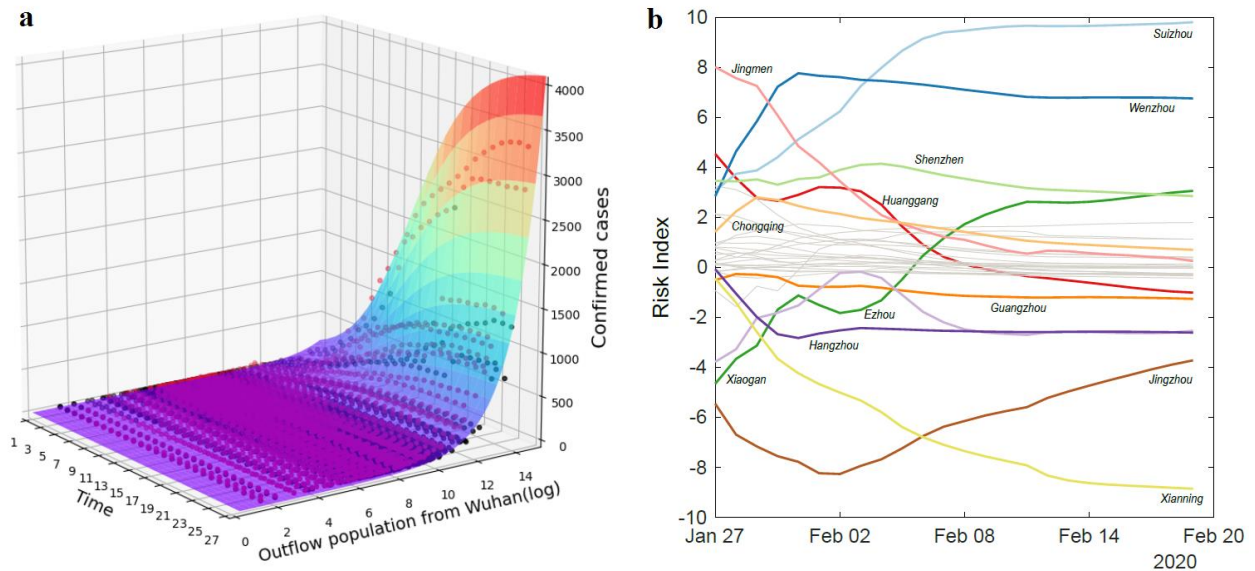 a
4000
3500
3000
2500
2000
1500
1000
500
0
Confirmed cases
1
3
5
7
9
11
13
15
17
19
21
23
25
27
Time
0
2
4
6
8
10
12
14
Outflow population from Wuhan(log)
b
10
8
6
4
2
0
-2
-4
-6
-8
-10
Risk Index
Suizhou
Jingmen
Wenzhou
Shenzhen
Huanggang
Chongqing
Guangzhou
Ezhou
Hangzhou
Xiaogan
Jingzhou
Xianning
Jan 27
Feb 02
Feb 08
Feb 14
Feb 20
2020